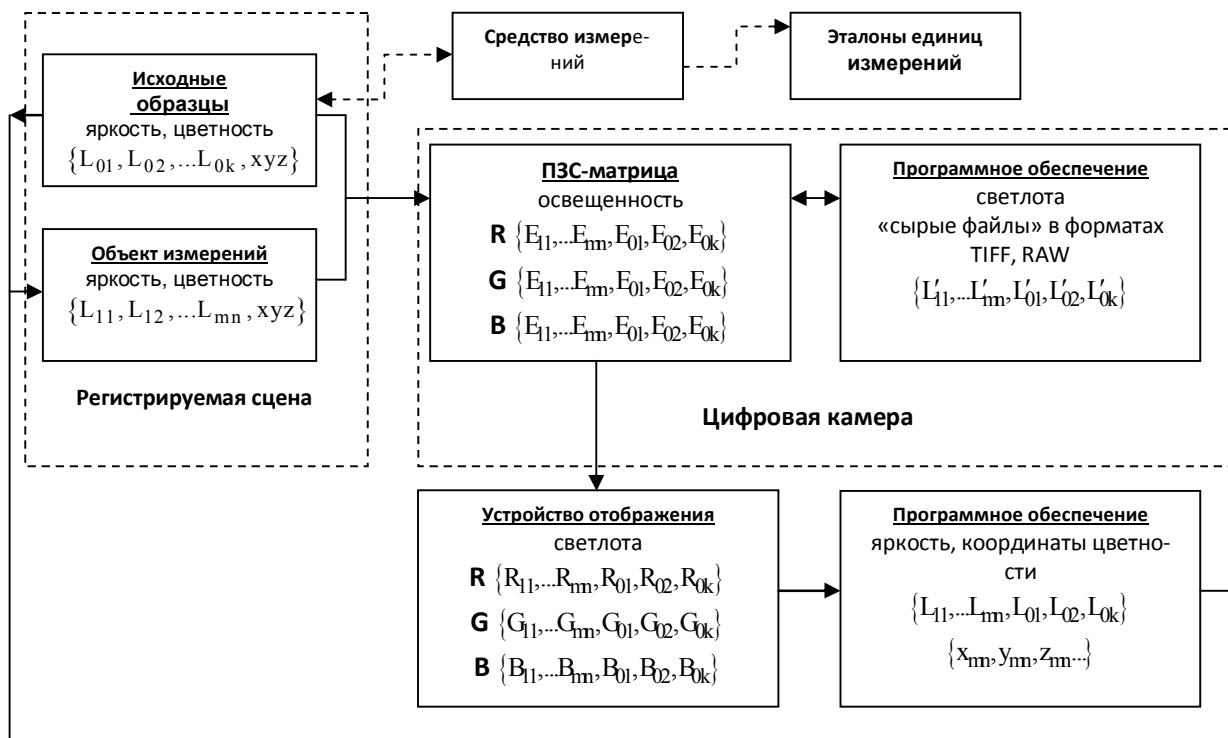 Средство измере-
ний
Эталоны единиц
измерений
Исходные
образцы
яркость, цветность
{L01, L02, ...L0k, xyz}
Объект измерений
яркость, цветность
{L11, L12, ...Lmn, xyz}
Регистрируемая сцена
ПЗС-матрица
освещенность
R {E11,...Emn,E01,E02,E0k}
G {E11,...Emn,E01,E02,E0k}
B {E11,...Emn,E01,E02,E0k}
Программное обеспечение
светлота
«сырые файлы» в форматах
TIFF, RAW
{L′11,...L′mn,L′01,L′02,L′0k}
Цифровая камера
Устройство отображения
светлота
R {R11,...Rmn,R01,R02,R0k}
G {G11,...Gmn,G01,G02,G0k}
B {B11,...Bmn,B01,B02,B0k}
Программное обеспечение
яркость, координаты цветно-
сти
{L11,...Lmn,L01,L02,L0k}
{xmn,ymn,zmn...}